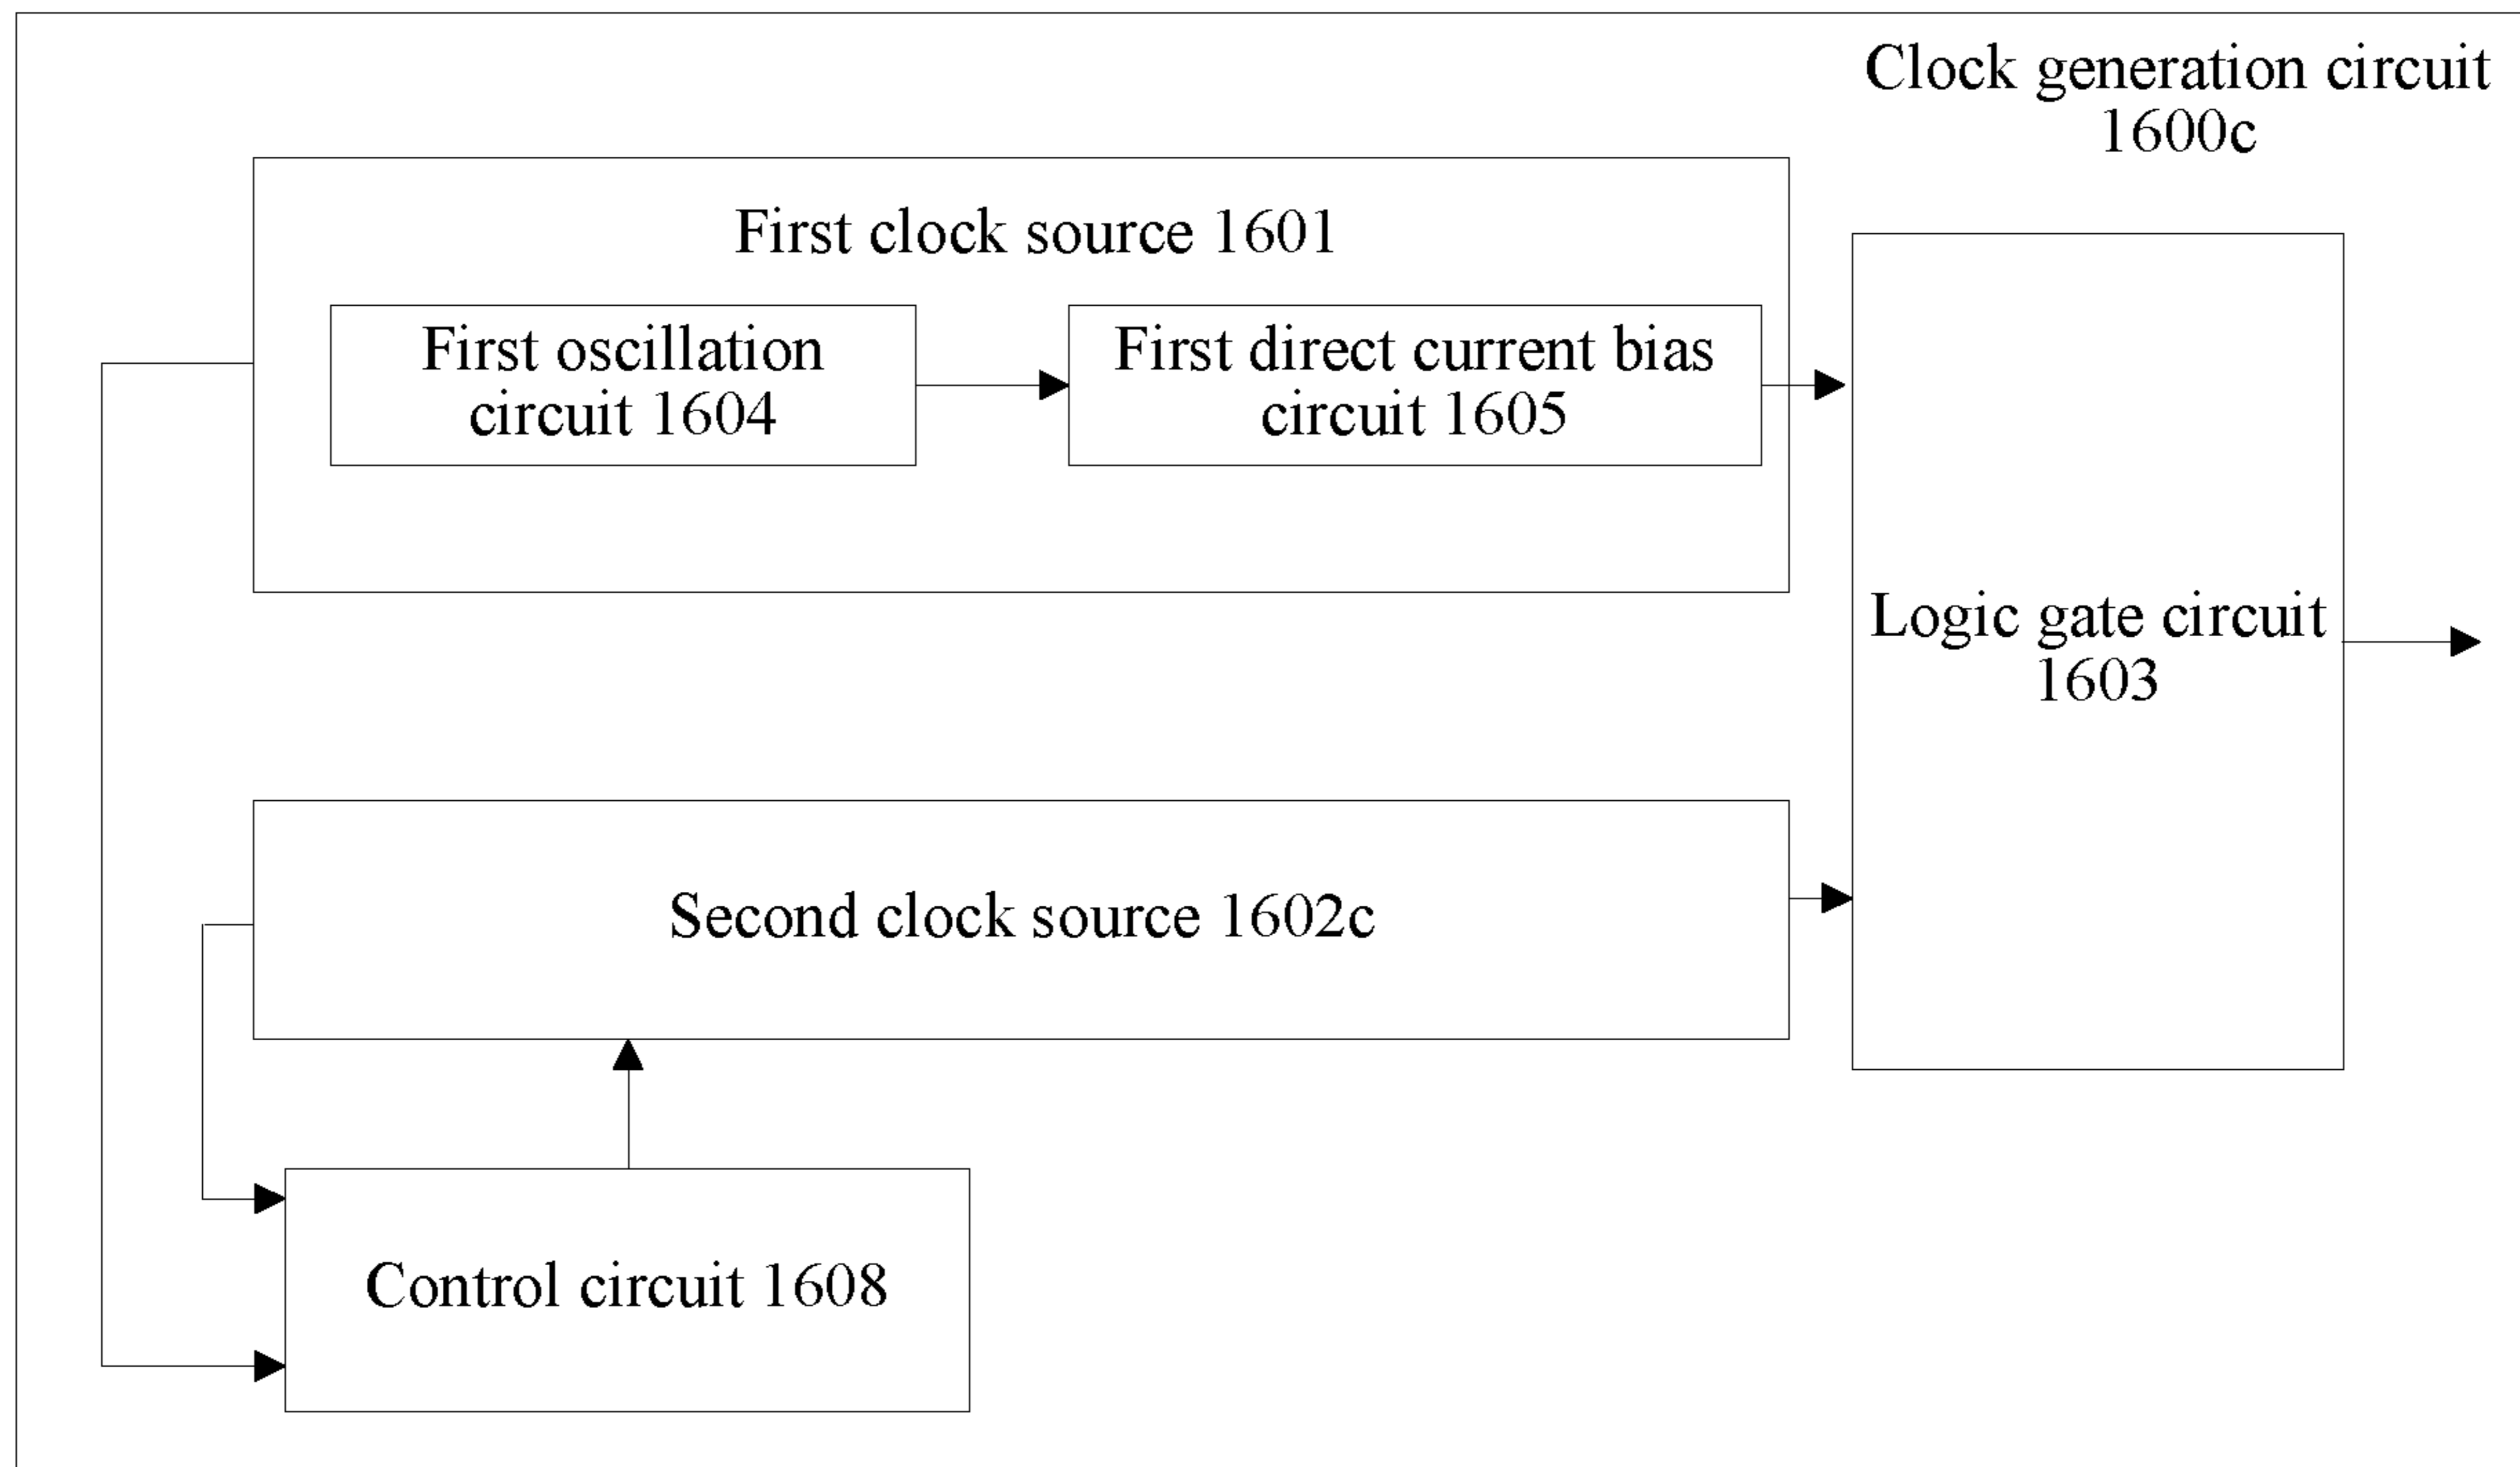 Clock generation circuit
1600c
First clock source 1601
First oscillation
circuit 1604
First direct current bias
circuit 1605
Logic gate circuit
1603
Second clock source 1602c
Control circuit 1608